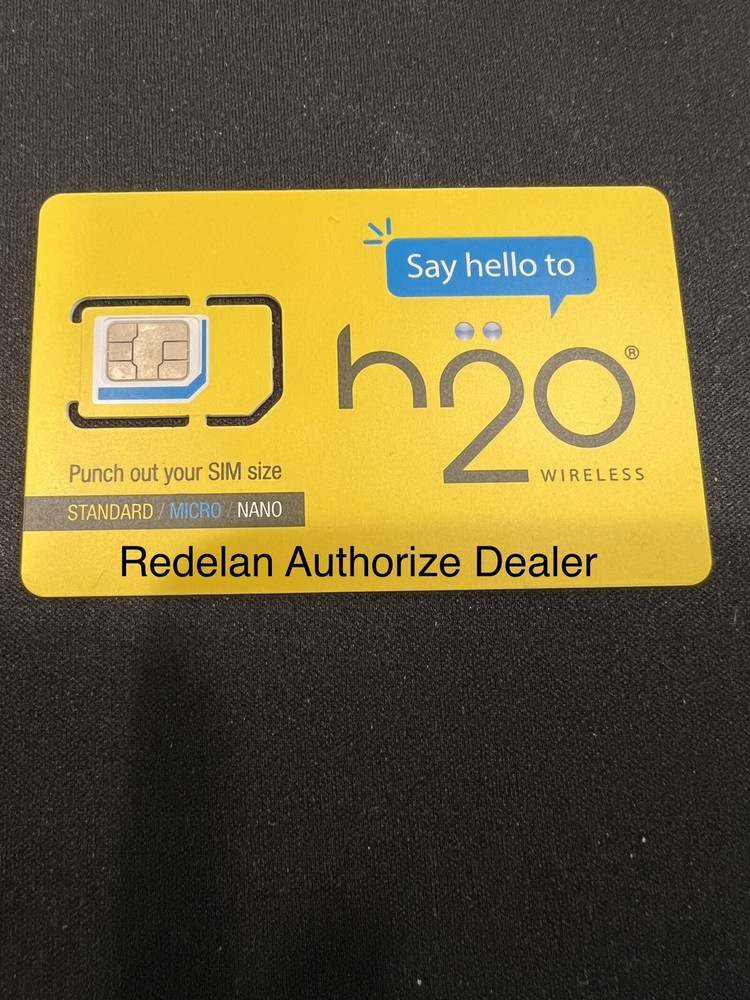 Say hello to
h2o®
WIRELESS
Punch out your SIM size
STANDARD / MICRO / NANO
Redelan Authorize Dealer